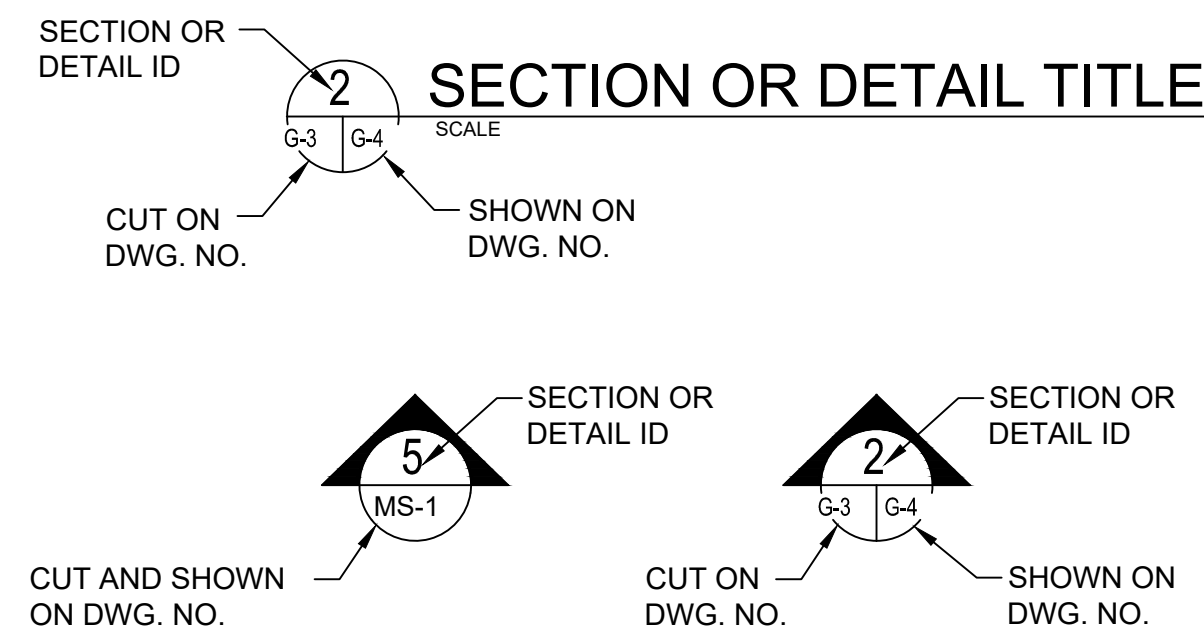 SECTION OR
DETAIL ID
2
SECTION OR DETAIL TITLE
G-3
G-4
SCALE
CUT ON
DWG. NO.
SHOWN ON
DWG. NO.
SECTION OR
DETAIL ID
5
MS-1
CUT AND SHOWN
ON DWG. NO.
SECTION OR
DETAIL ID
2
G-3
G-4
CUT ON
DWG. NO.
SHOWN ON
DWG. NO.